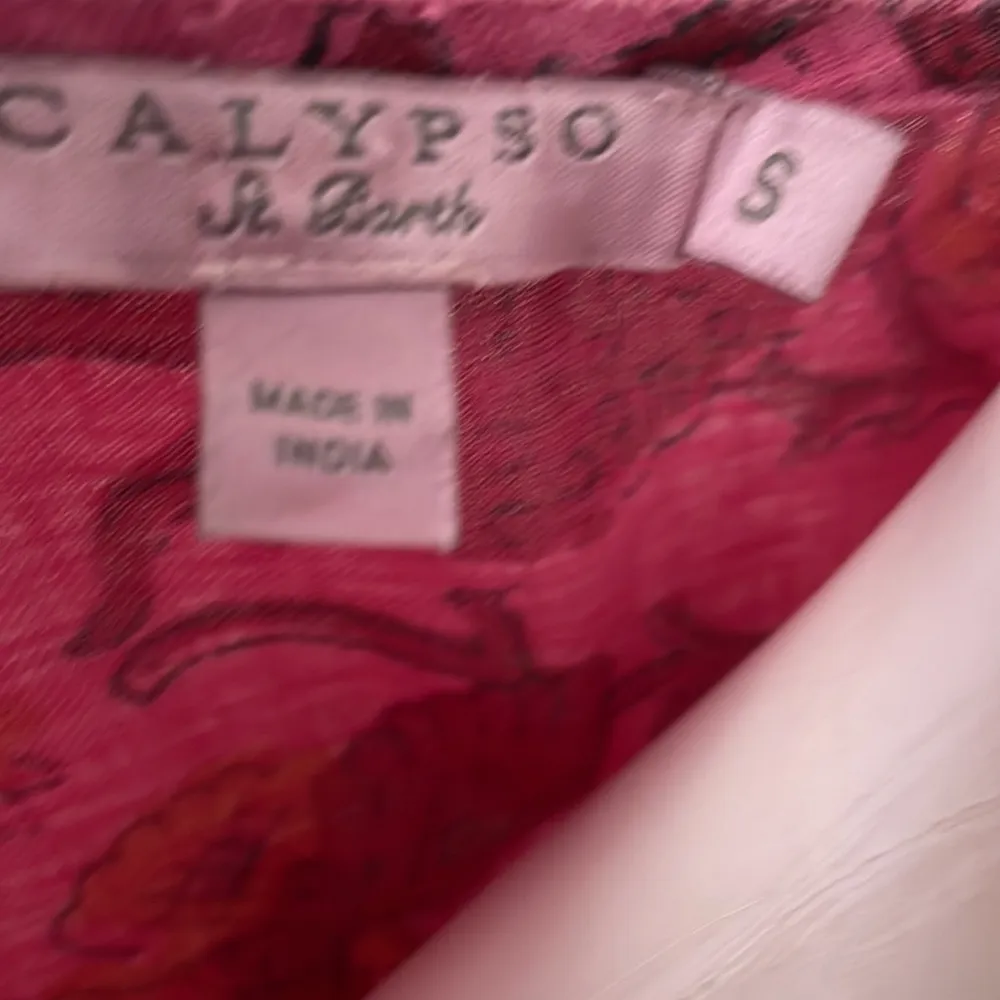 CALYPSO
St. Barth
S
MADE IN
INDIA